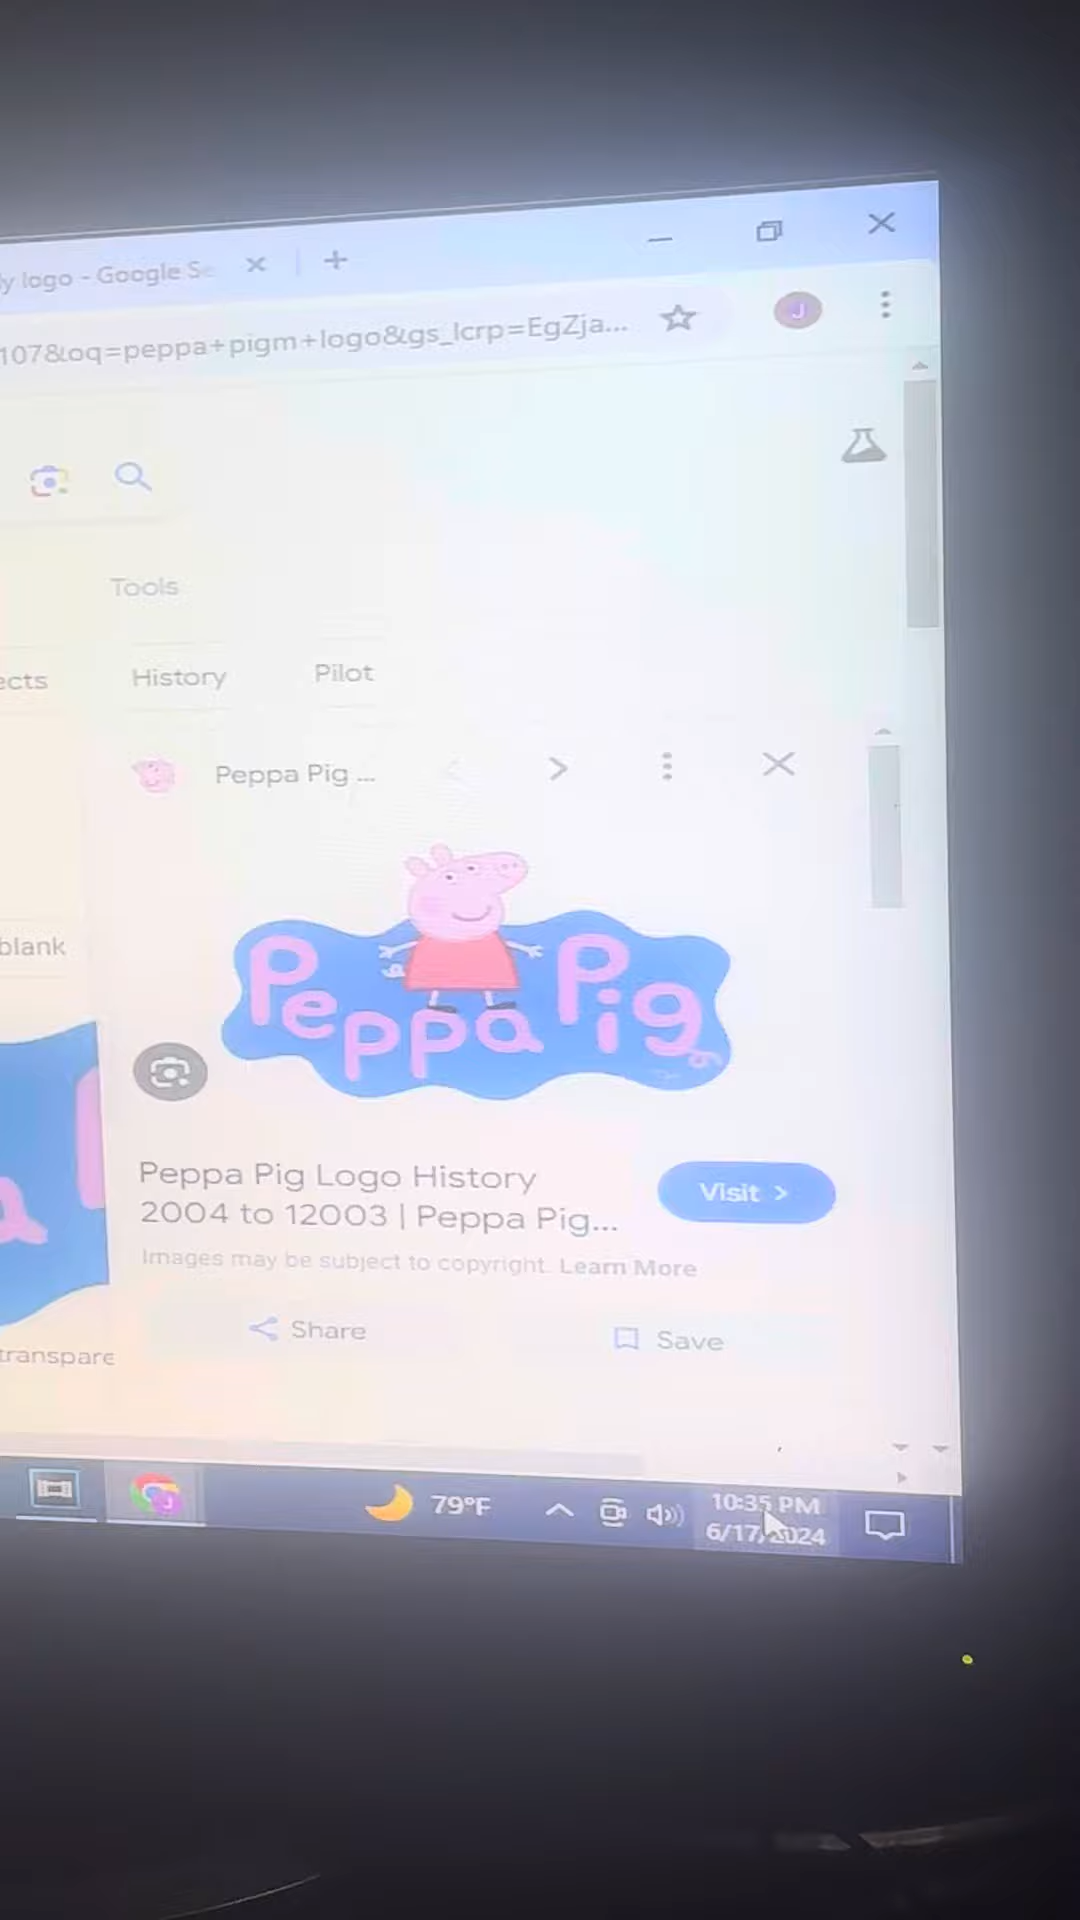 y logo - Google Se
107&oq=peppa+pigm+logo&gs_lcrp=EgZja...
J
Tools
ects
History
Pilot
Peppa Pig ...
Peppa Pig
blank
Peppa Pig Logo History
2004 to 12003 | Peppa Pig...
Visit >
Images may be subject to copyright. Learn More
Share
Save
transpare
79°F
10:35 PM
6/17/2024